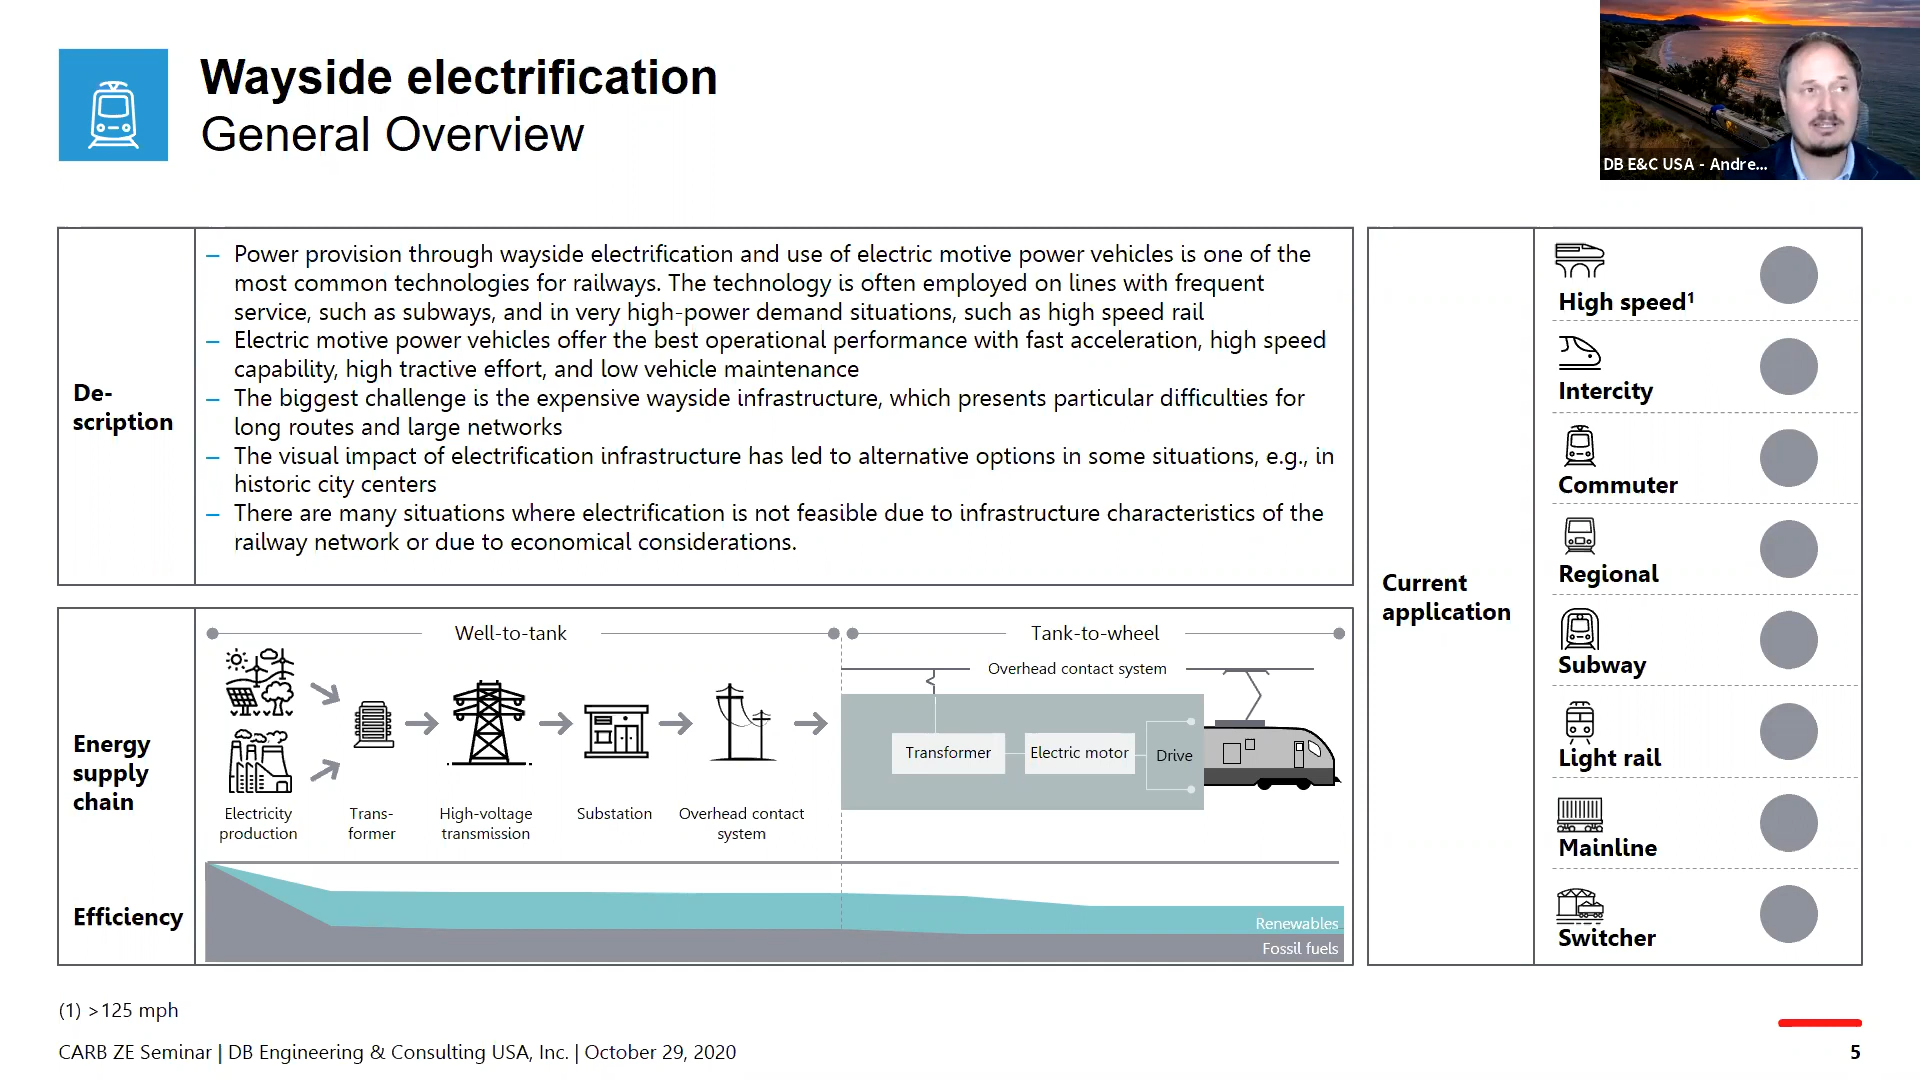 Wayside electrification
General Overview
DB E&C USA - Andre...
De-
scription
– Power provision through wayside electrification and use of electric motive power vehicles is one of the
most common technologies for railways. The technology is often employed on lines with frequent
service, such as subways, and in very high-power demand situations, such as high speed rail
– Electric motive power vehicles offer the best operational performance with fast acceleration, high speed
capability, high tractive effort, and low vehicle maintenance
– The biggest challenge is the expensive wayside infrastructure, which presents particular difficulties for
long routes and large networks
– The visual impact of electrification infrastructure has led to alternative options in some situations, e.g., in
historic city centers
– There are many situations where electrification is not feasible due to infrastructure characteristics of the
railway network or due to economical considerations.
Energy
supply
chain
Well-to-tank
Tank-to-wheel
Overhead contact system
Transformer
Electric motor
Drive
Electricity
production
Trans-
former
High-voltage
transmission
Substation
Overhead contact
system
Efficiency
Renewables
Fossil fuels
Current
application
High speed¹
Intercity
Commuter
Regional
Subway
Light rail
Mainline
Switcher
(1) >125 mph
CARB ZE Seminar | DB Engineering & Consulting USA, Inc. | October 29, 2020
5